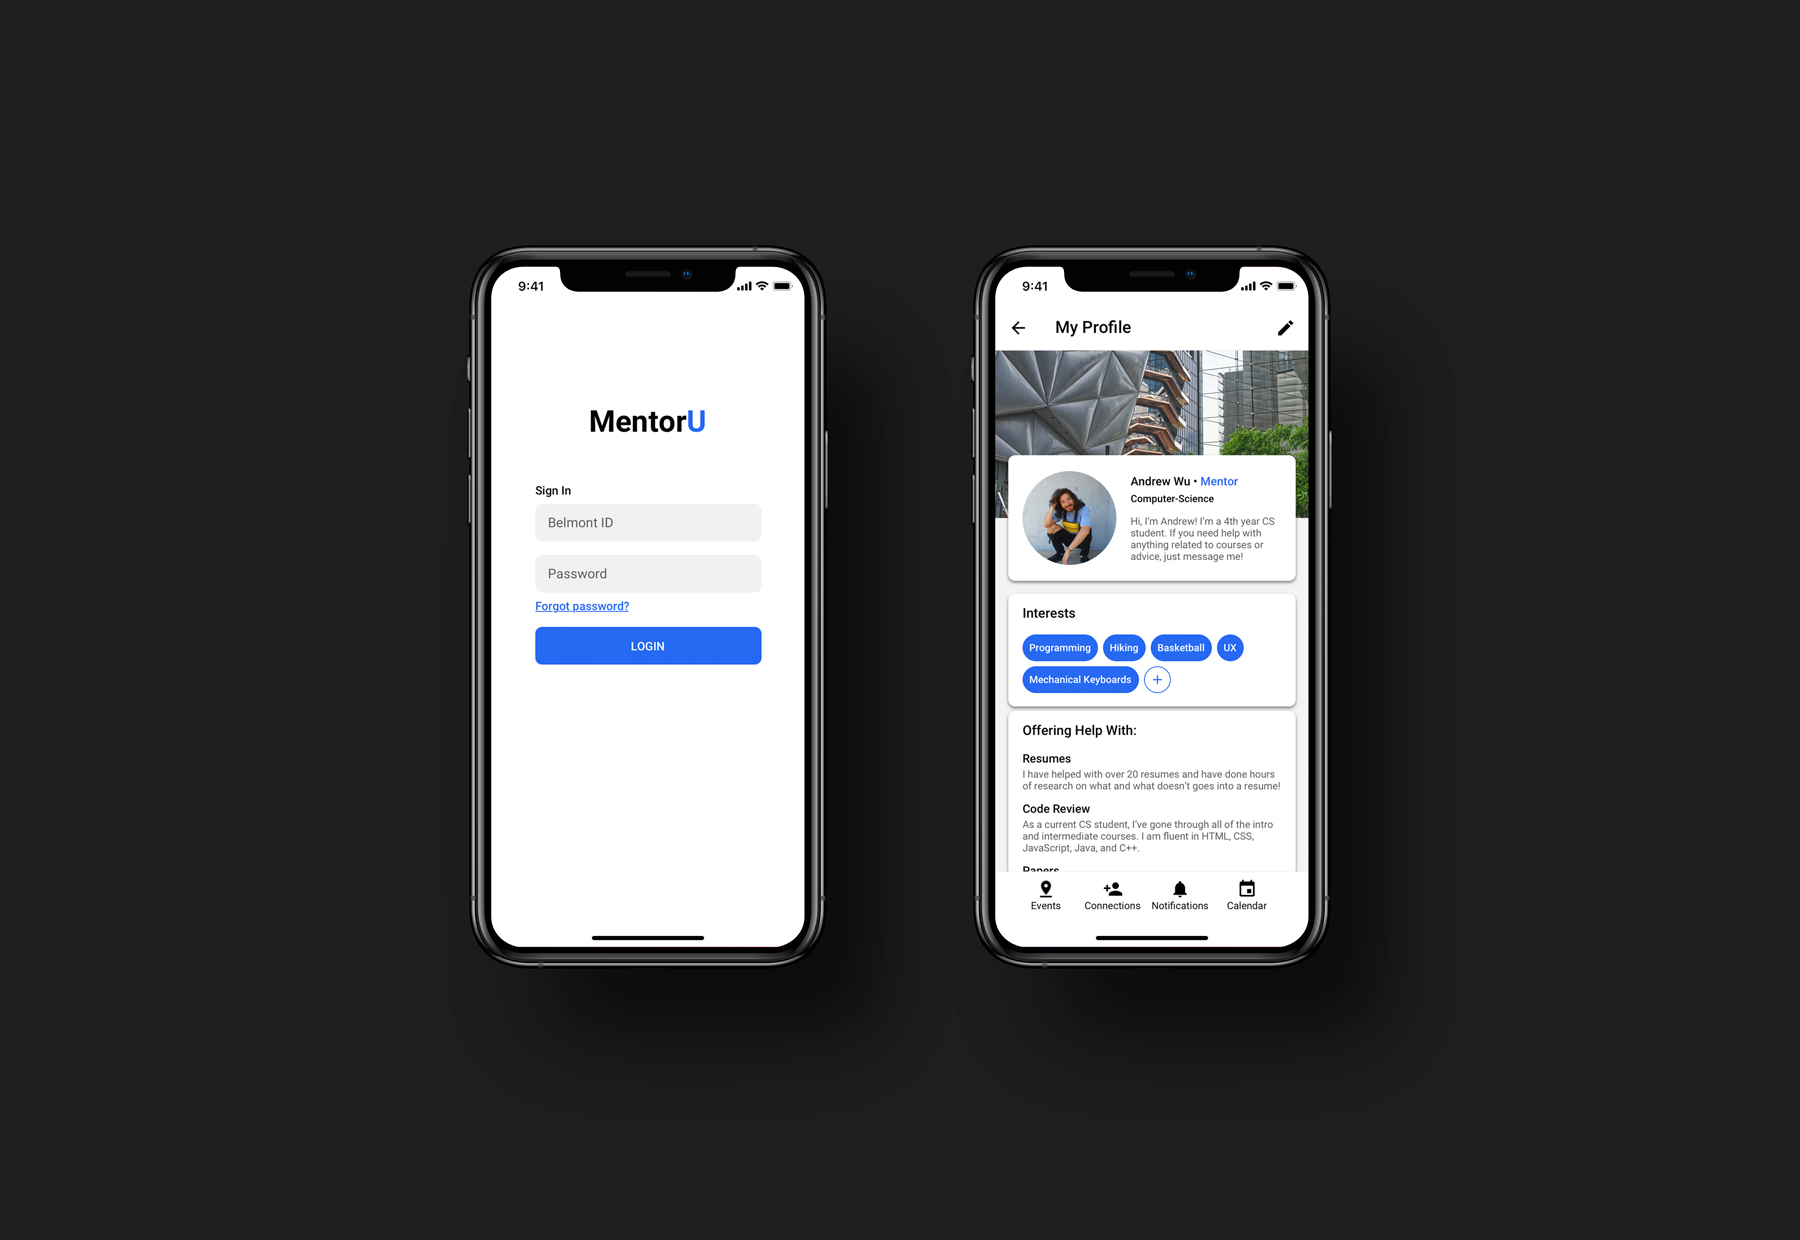 9:41
MentorU
Sign In
Belmont ID
Password
Forgot password?
LOGIN
9:41
My Profile
Andrew Wu • Mentor
Computer-Science
Hi, I'm Andrew! I'm a 4th year CS
student. If you need help with
anything related to courses or
advice, just message me!
Interests
Programming Hiking Basketball UX
Mechanical Keyboards +
Offering Help With:
Resumes
I have helped with over 20 resumes and have done hours
of research on what and what doesn't goes into a resume!
Code Review
As a current CS student, I've gone through all of the intro
and intermediate courses. I am fluent in HTML, CSS,
JavaScript, Java, and C++.
Papers
Events Connections Notifications Calendar